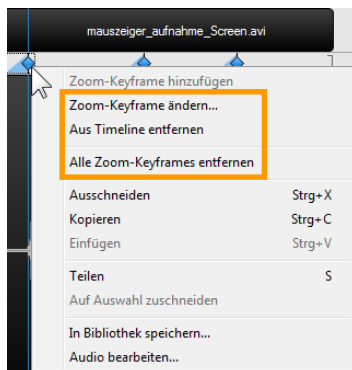 mauszeiger_aufnahme_Screen.avi
Zoom-Keyframe hinzufügen
Zoom-Keyframe ändern...
Aus Timeline entfernen
Alle Zoom-Keyframes entfernen
Ausschneiden Strg+X
Kopieren Strg+C
Einfügen Strg+V
Teilen S
Auf Auswahl zuschneiden
In Bibliothek speichern...
Audio bearbeiten...